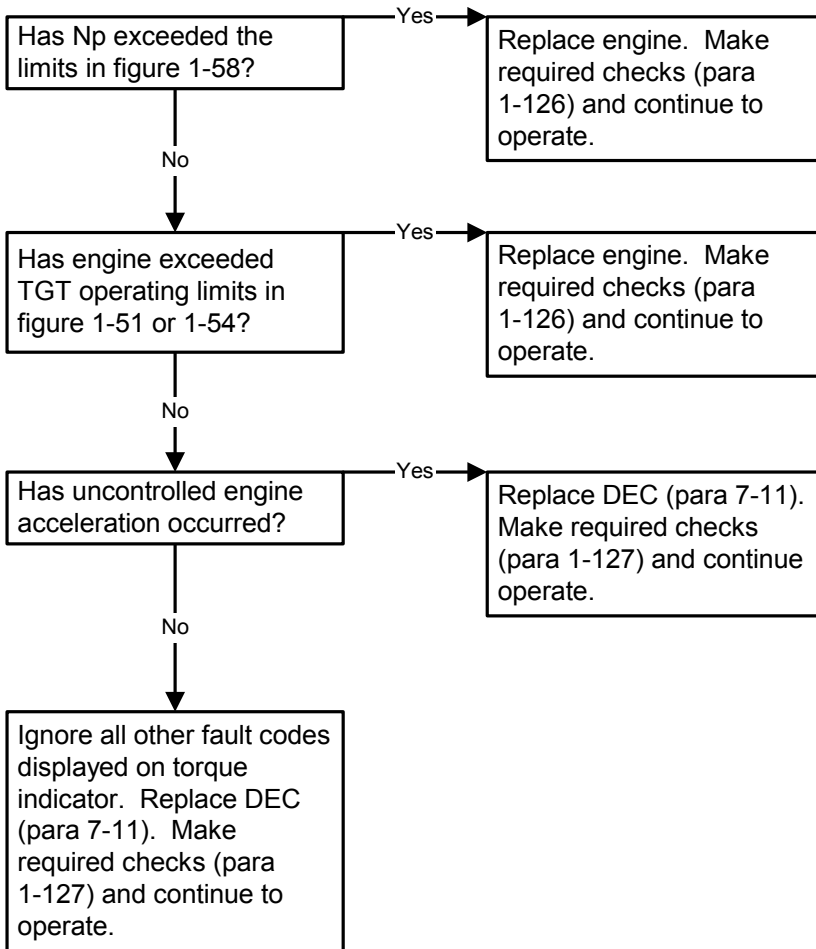 Has Np exceeded the
limits in figure 1-58?
Yes
Replace engine.  Make
required checks (para
1-126) and continue to
operate.
No
Has engine exceeded
TGT operating limits in
figure 1-51 or 1-54?
Yes
Replace engine.  Make
required checks (para
1-126) and continue to
operate.
No
Has uncontrolled engine
acceleration occurred?
Yes
Replace DEC (para 7-11).
Make required checks
(para 1-127) and continue
operate.
No
Ignore all other fault codes
displayed on torque
indicator.  Replace DEC
(para 7-11).  Make
required checks (para
1-127) and continue to
operate.